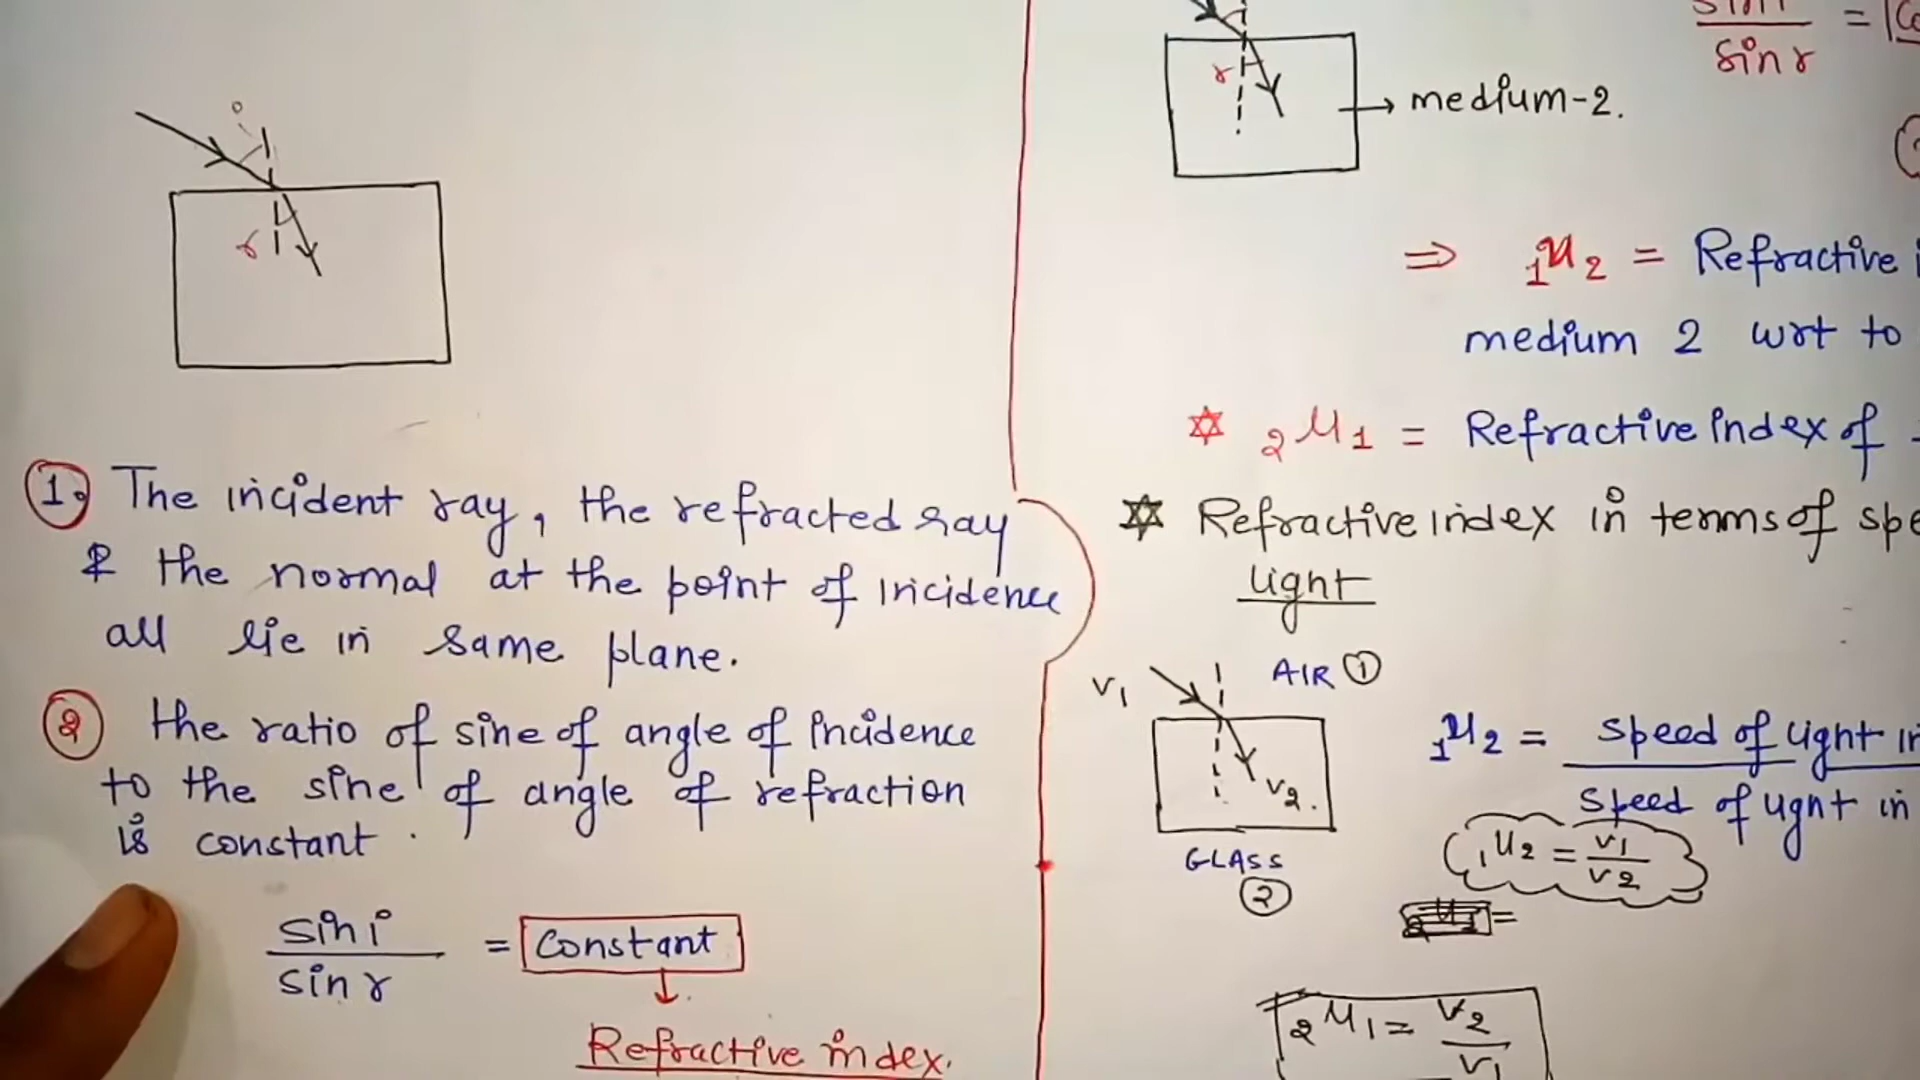 i
r
1. The incident ray, the refracted ray
& the normal at the point of incidence
all lie in same plane.
2 the ratio of sine of angle of incidence
to the sine of angle of refraction
is constant.
sin i
sin r
= Constant
Refractive index.
sin i
sin r
=
r
medium-2.
⇒ 1μ2 = Refractive
medium 2 wrt to
2μ1 = Refractive index of
Refractive index in terms of spe
light
AIR 1
V1
V2.
GLASS
2
1μ2 = Speed of light in
Speed of light in
1μ2 = V1
V2
=
2μ1 = V2
V1